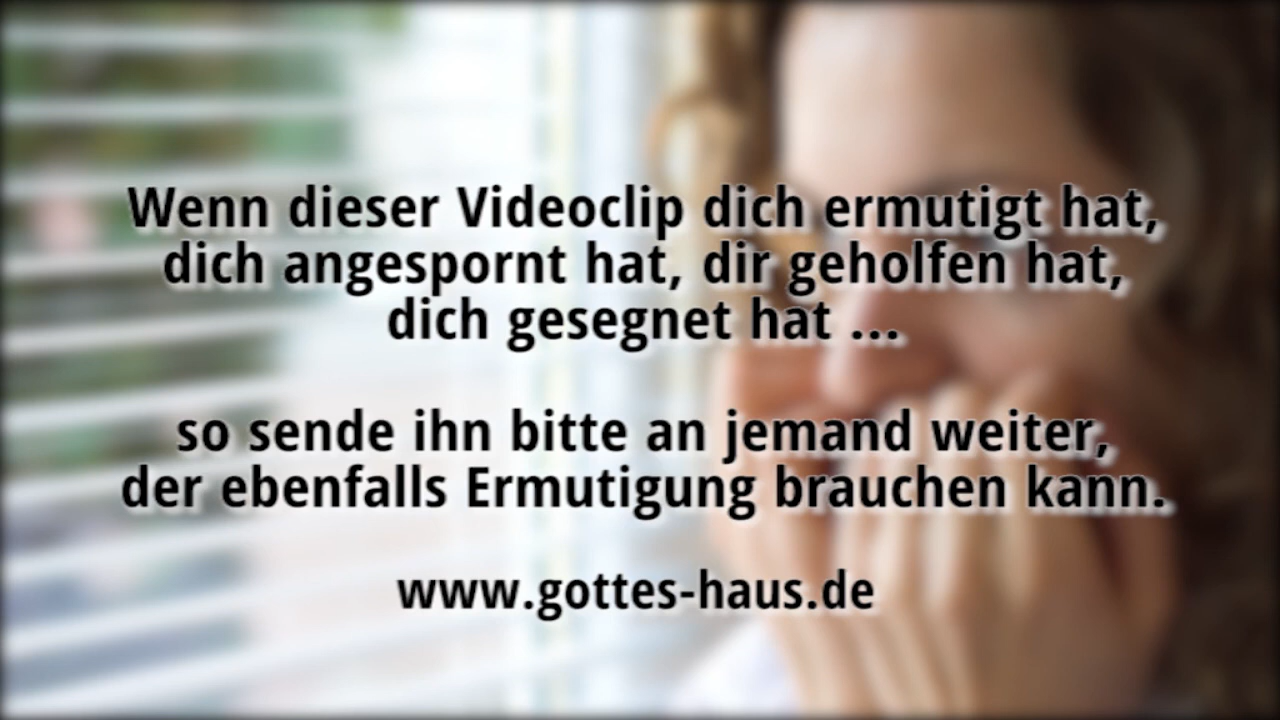 Wenn dieser Videoclip dich ermutigt hat,
dich angespornt hat, dir geholfen hat,
dich gesegnet hat ...
so sende ihn bitte an jemand weiter,
der ebenfalls Ermutigung brauchen kann.
www.gottes-haus.de